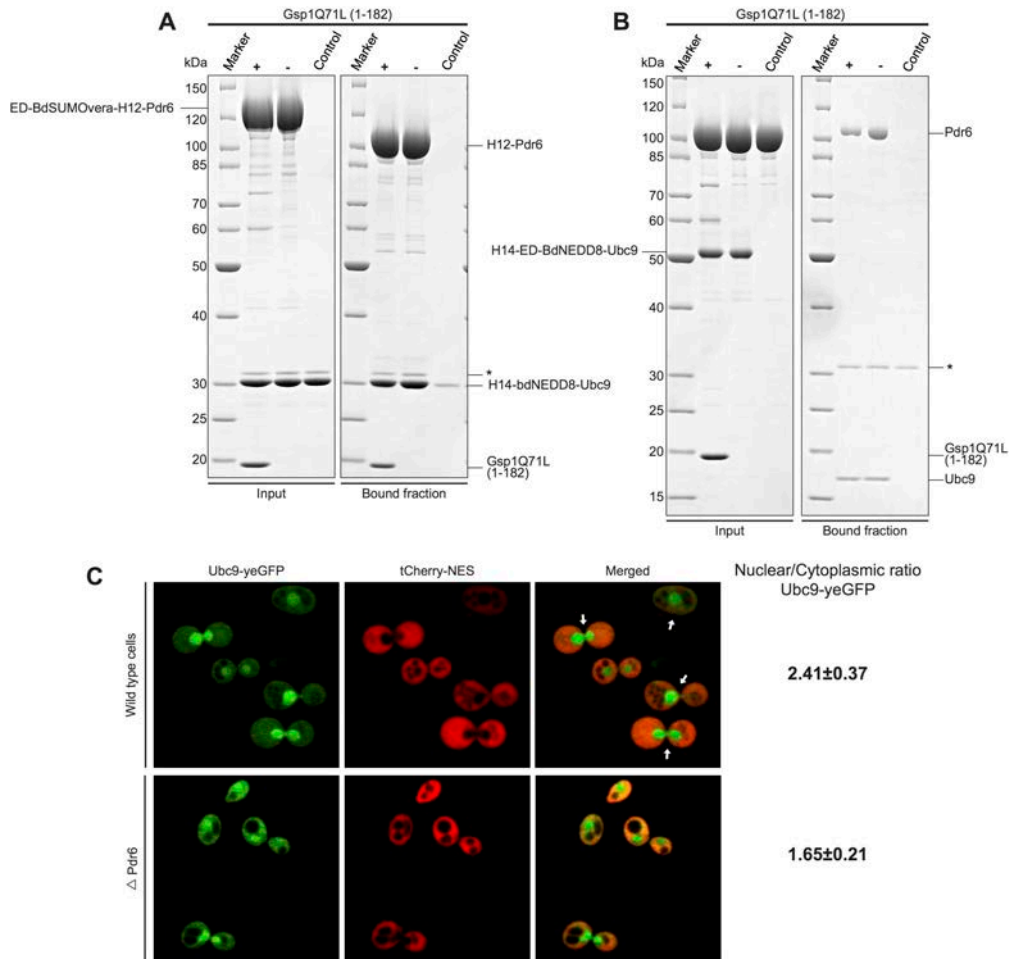 A
Gsp1Q71L (1-182)
kDa
Marker
+
-
Control
Marker
+
-
Control
ED-BdSUMOvera-H12-Pdr6
150
120
100
85
70
60
50
40
30
25
20
H12-Pdr6
*
H14-bdNEDD8-Ubc9
Gsp1Q71L
(1-182)
Input
Bound fraction
B
Gsp1Q71L (1-182)
kDa
Marker
+
-
Control
Marker
+
-
Control
150
120
100
85
70
60
50
40
30
25
20
15
H14-ED-BdNEDD8-Ubc9
Pdr6
*
Gsp1Q71L
(1-182)
Ubc9
Input
Bound fraction
C
Ubc9-yeGFP
tCherry-NES
Merged
Nuclear/Cytoplasmic ratio
Ubc9-yeGFP
Wild type cells
2.41±0.37
△ Pdr6
1.65±0.21